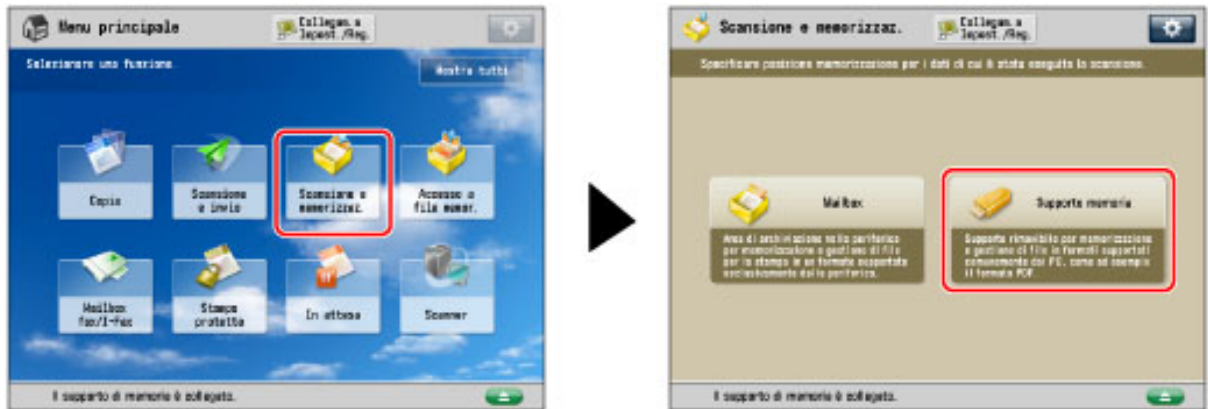 Menu principale
Collegam. a
Impost./Reg.
Selezionare una funzione.
Mostra tutti
Copia
Scansione
e invio
Scansione e
memorizzaz.
Accesso a
file memor.
Mailbox
fax/I-Fax
Stampa
protetta
In attesa
Scanner
Il supporto di memoria è collegato.
Scansione e memorizzaz.
Collegam. a
Impost./Reg.
Specificare posizione memorizzazione per i dati di cui è stata eseguita la scansione.
Mailbox
Area di archiviazione nella periferica
per memorizzazione e gestione di file
per la stampa in un formato supportato
esclusivamente dalla periferica.
Supporto memoria
Supporto rimovibile per memorizzazione
e gestione di file in formati supportati
comunemente dai PC, come ad esempio
il formato PDF.
Il supporto di memoria è collegato.